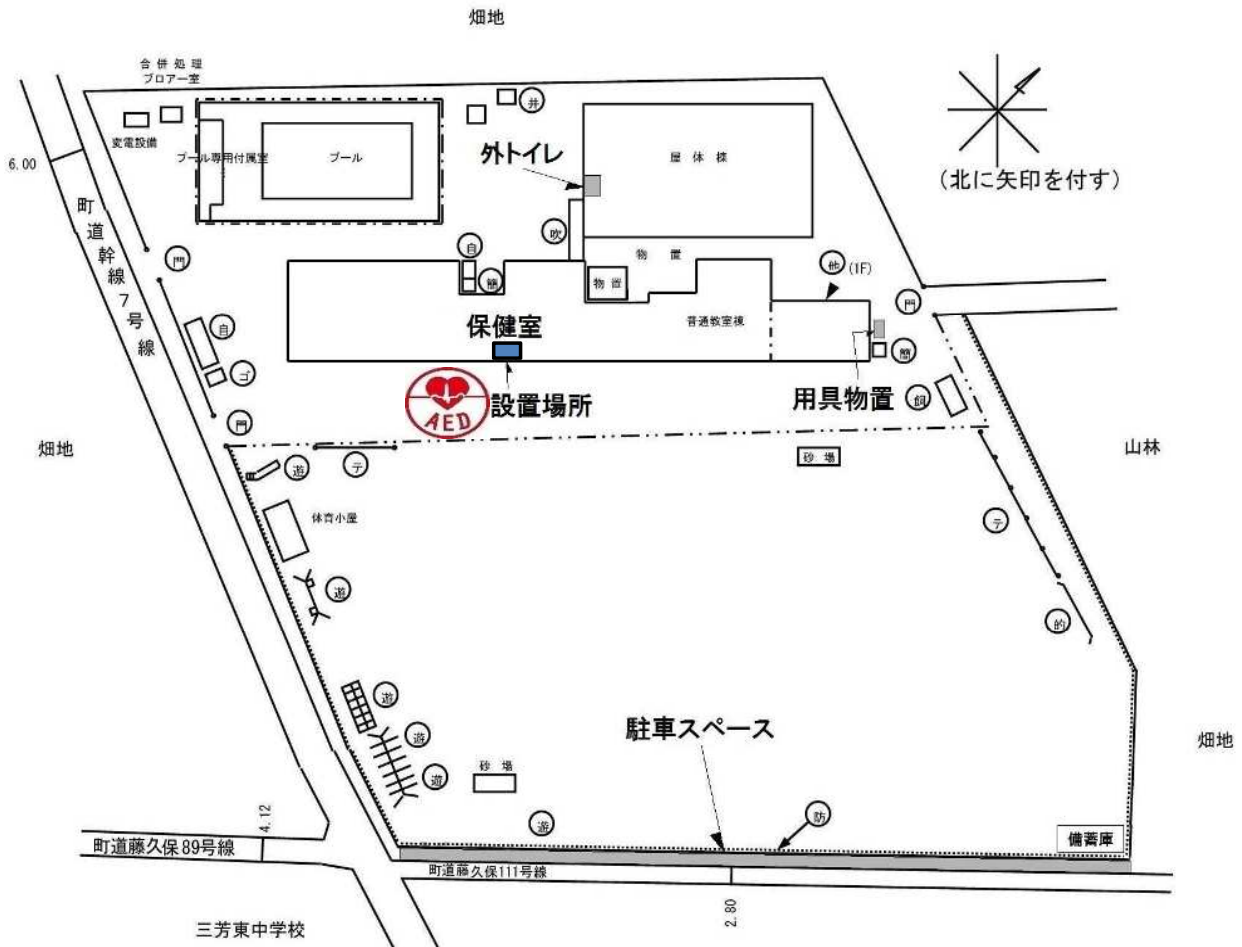 畑地
合併処理
ブロアー室
変電設備
プール専用付属室
プール
井
外トイレ
屋体棟
(北に矢印を付す)
6.00
町道幹線7号線
門
自
簡
吹
物置
物置
他
(1F)
門
自
ゴ
保健室
普通教室棟
簡
AED
設置場所
用具物置
飼
門
畑地
山林
遊
テ
砂場
体育小屋
テ
遊
的
遊
遊
遊
砂場
駐車スペース
畑地
遊
防
4.12
備蓄庫
町道藤久保89号線
町道藤久保111号線
2.80
三芳東中学校